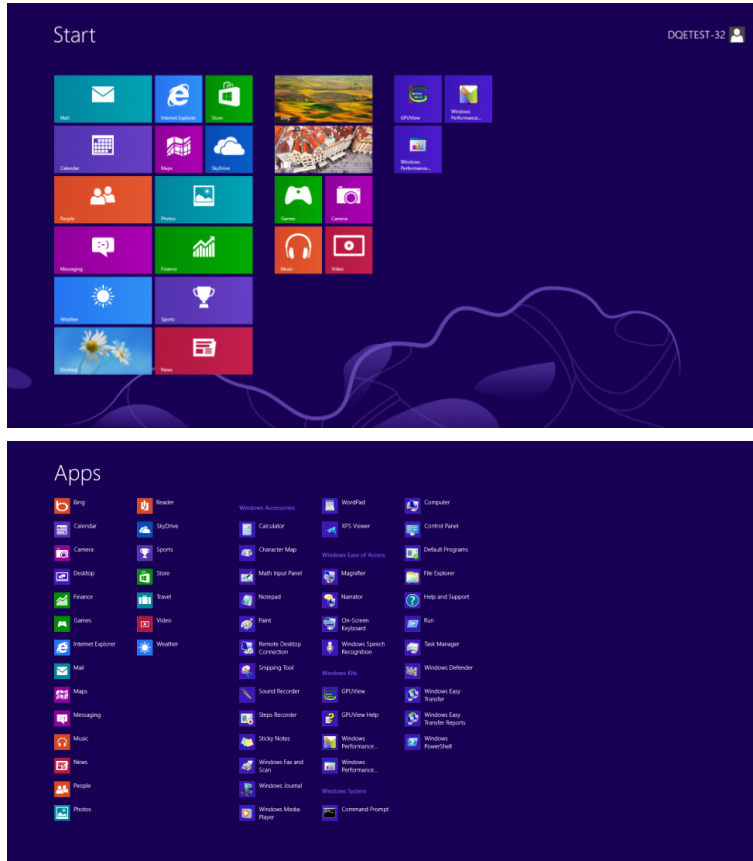 Start
DQETEST-32
Mail
Internet Explorer
Store
Bing
GPUView
Windows
Performance...
Calendar
Maps
SkyDrive
Windows
Performance...
People
Photos
Games
Camera
Messaging
Finance
Music
Video
Weather
Sports
Desktop
News
Apps
Bing
Calendar
Camera
Desktop
Finance
Games
Internet Explorer
Mail
Maps
Messaging
Music
News
People
Photos
Reader
SkyDrive
Sports
Store
Travel
Video
Weather
Windows Accessories
Calculator
Character Map
Math Input Panel
Notepad
Paint
Remote Desktop
Connection
Snipping Tool
Sound Recorder
Steps Recorder
Sticky Notes
Windows Fax and
Scan
Windows Journal
Windows Media
Player
WordPad
XPS Viewer
Windows Ease of Access
Magnifier
Narrator
On-Screen
Keyboard
Windows Speech
Recognition
Windows Kits
GPUView
GPUView Help
Windows
Performance...
Windows
Performance...
Windows System
Command Prompt
Computer
Control Panel
Default Programs
File Explorer
Help and Support
Run
Task Manager
Windows Defender
Windows Easy
Transfer
Windows Easy
Transfer Reports
Windows
PowerShell